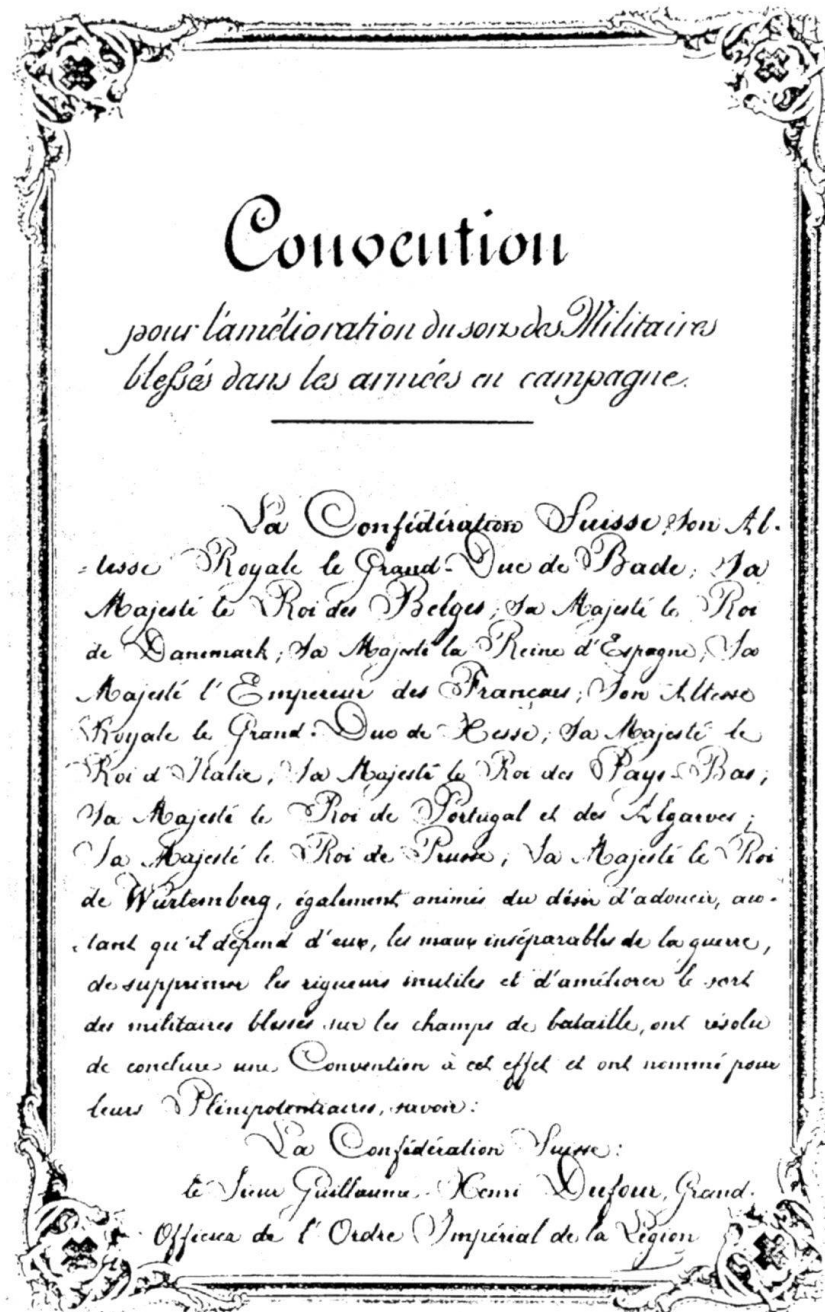 Convention
pour l'amélioration du sort des Militaires
blessés dans les armées en campagne.
La Confédération Suisse; Son Al-
-tesse Royale le Grand-Duc de Bade; Sa
Majesté le Roi des Belges; Sa Majesté le Roi
de Danemark; Sa Majesté la Reine d'Espagne; Sa
Majesté l'Empereur des Français; Son Altesse
Royale le Grand-Duc de Hesse; Sa Majesté le
Roi d'Italie; Sa Majesté le Roi des Pays-Bas;
Sa Majesté le Roi de Portugal et des Algarves;
Sa Majesté le Roi de Prusse; Sa Majesté le Roi
de Würtemberg, également animés du désir d'adoucir, au-
-tant qu'il dépend d'eux, les maux inséparables de la guerre,
de supprimer les rigueurs inutiles et d'améliorer le sort
des militaires blessés sur les champs de bataille, ont résolu
de conclure une Convention à cet effet et ont nommé pour
leurs Plénipotentiaires, savoir:
La Confédération Suisse:
le Sieur Guillaume-Henri Dufour, Grand
Officier de l'Ordre Impérial de la Légion